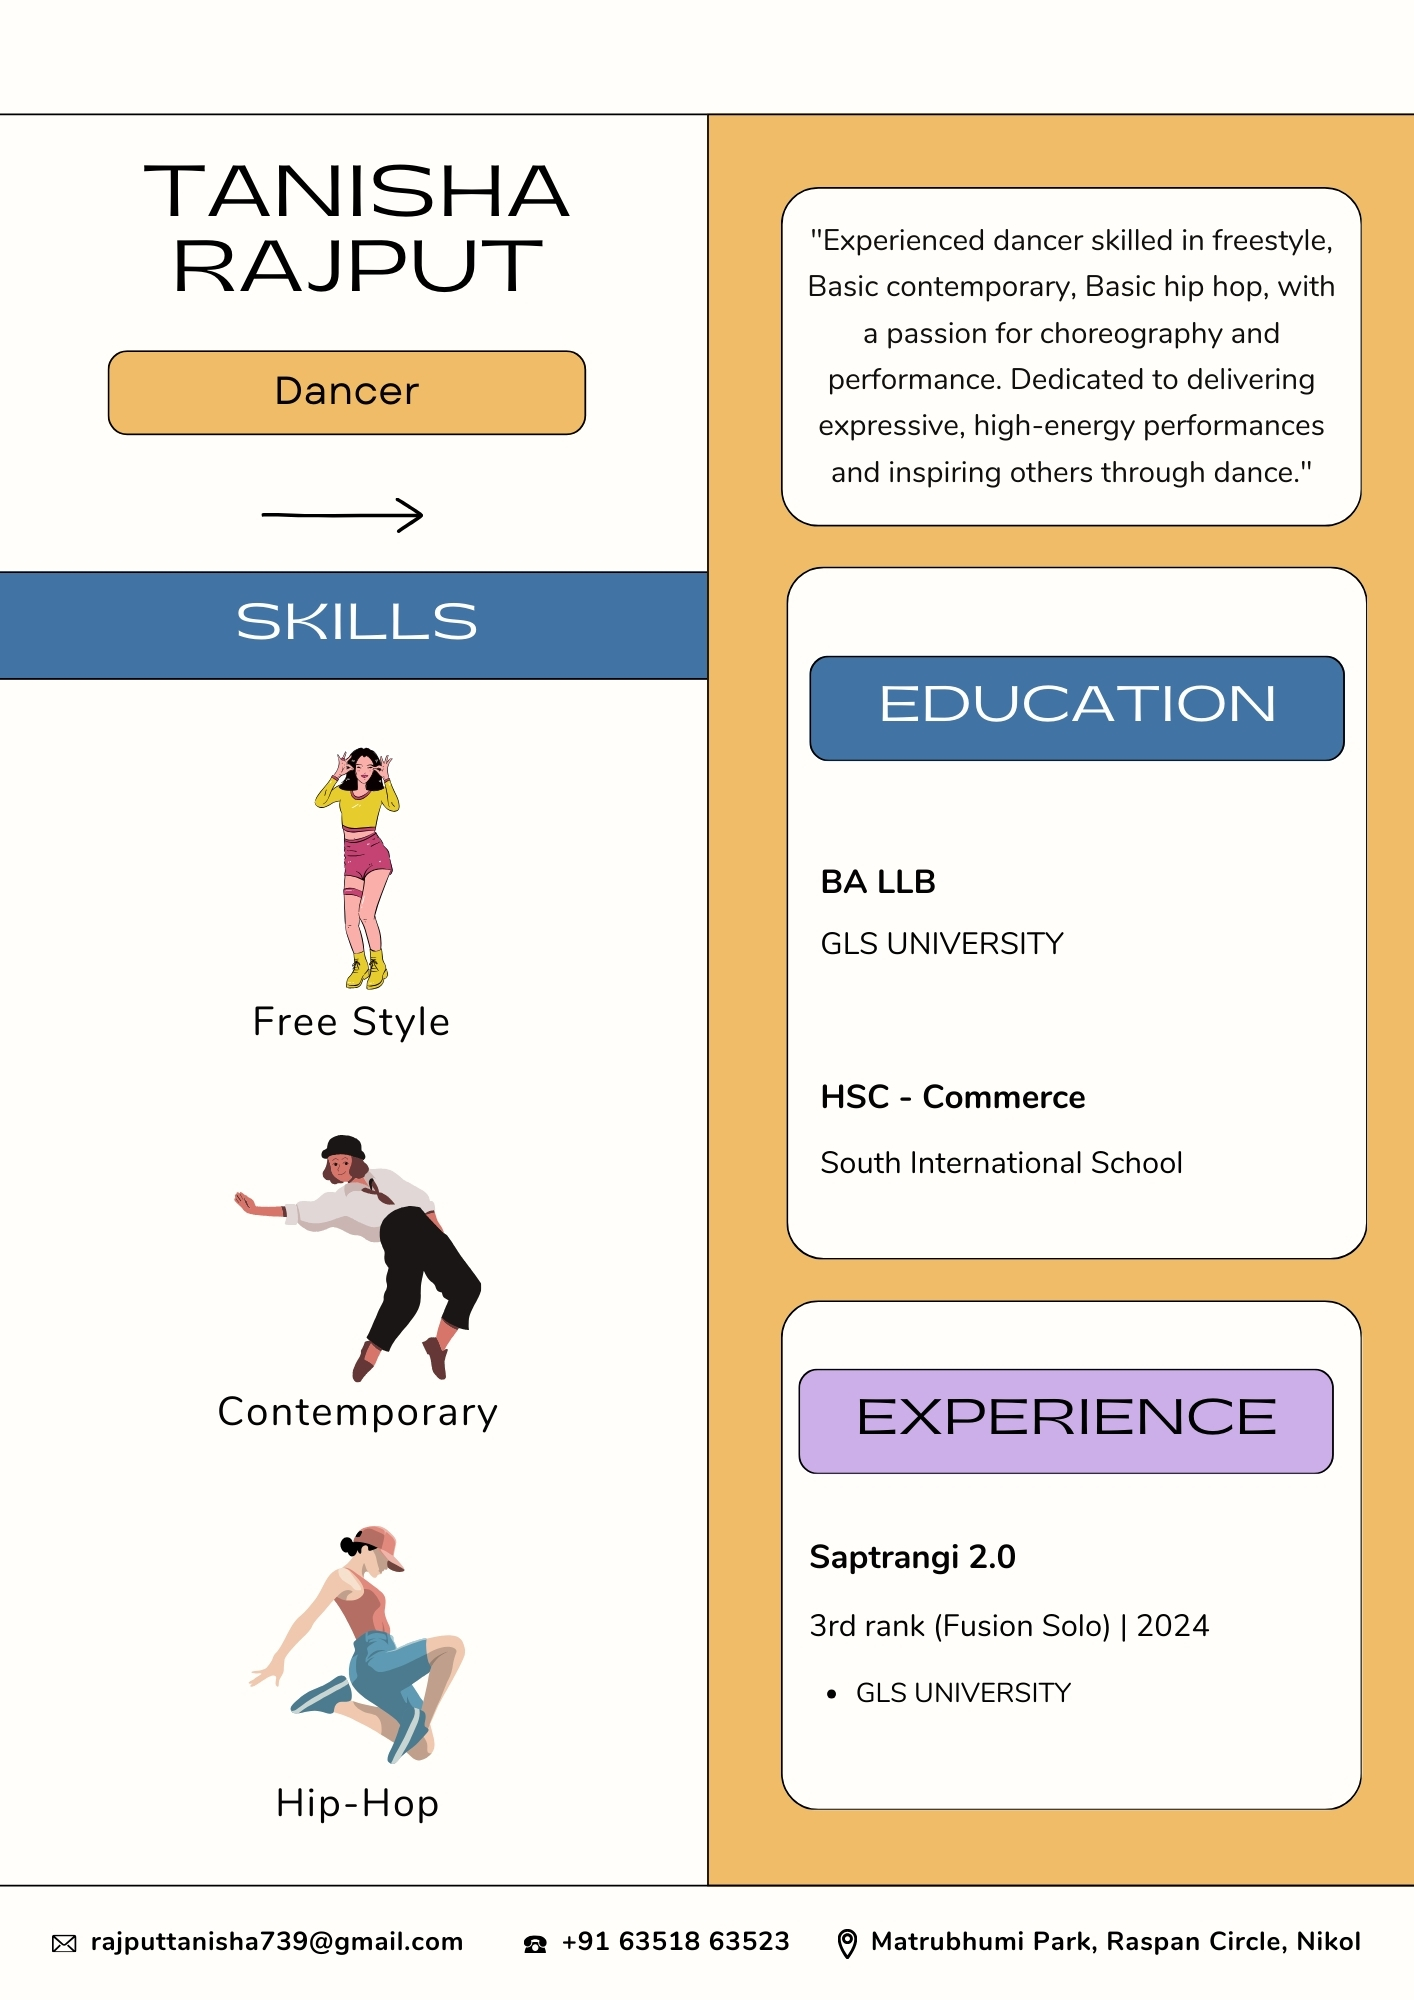 TANISHA
RAJPUT
Dancer
SKILLS
Free Style
Contemporary
Hip-Hop
"Experienced dancer skilled in freestyle,
Basic contemporary, Basic hip hop, with
a passion for choreography and
performance. Dedicated to delivering
expressive, high-energy performances
and inspiring others through dance."
EDUCATION
BA LLB
GLS UNIVERSITY
HSC - Commerce
South International School
EXPERIENCE
Saptrangi 2.0
3rd rank (Fusion Solo) | 2024
• GLS UNIVERSITY
rajputtanisha739@gmail.com
+91 63518 63523
Matrubhumi Park, Raspan Circle, Nikol